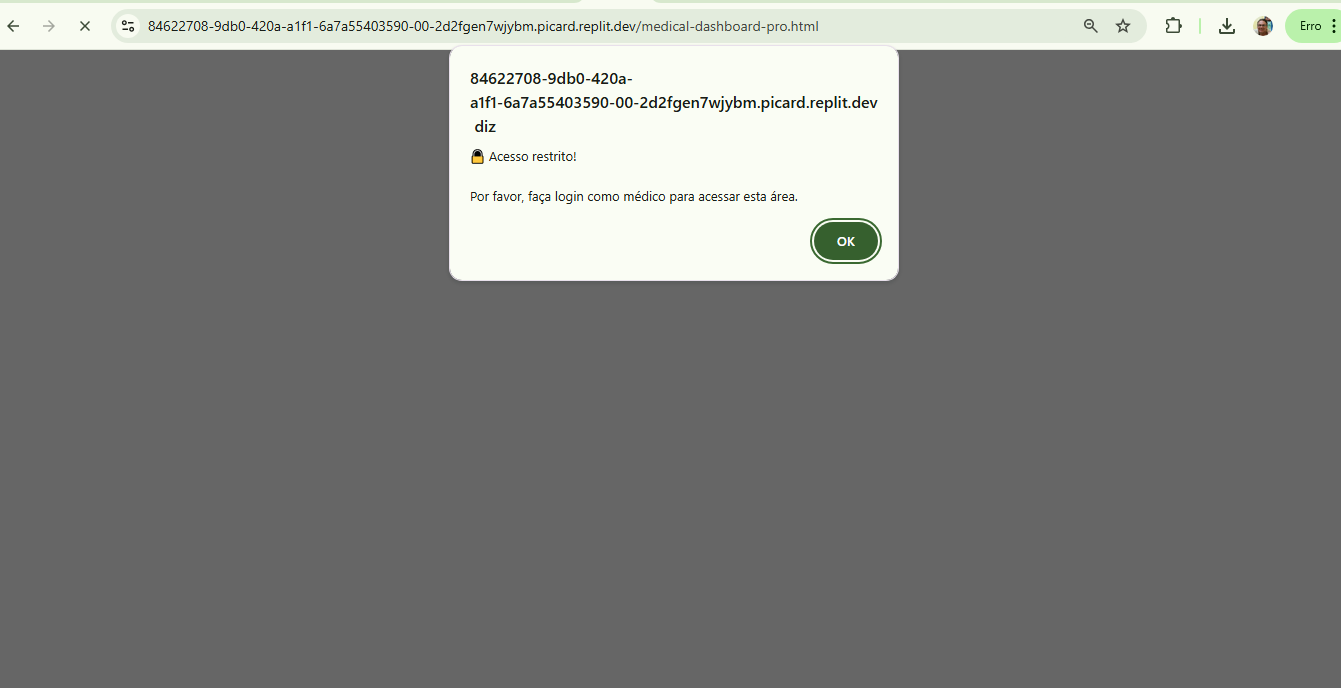 84622708-9db0-420a-a1f1-6a7a55403590-00-2d2fgen7wjybm.picard.replit.dev/medical-dashboard-pro.html
Erro
84622708-9db0-420a-
a1f1-6a7a55403590-00-2d2fgen7wjybm.picard.replit.dev
diz
🔒 Acesso restrito!
Por favor, faça login como médico para acessar esta área.
OK